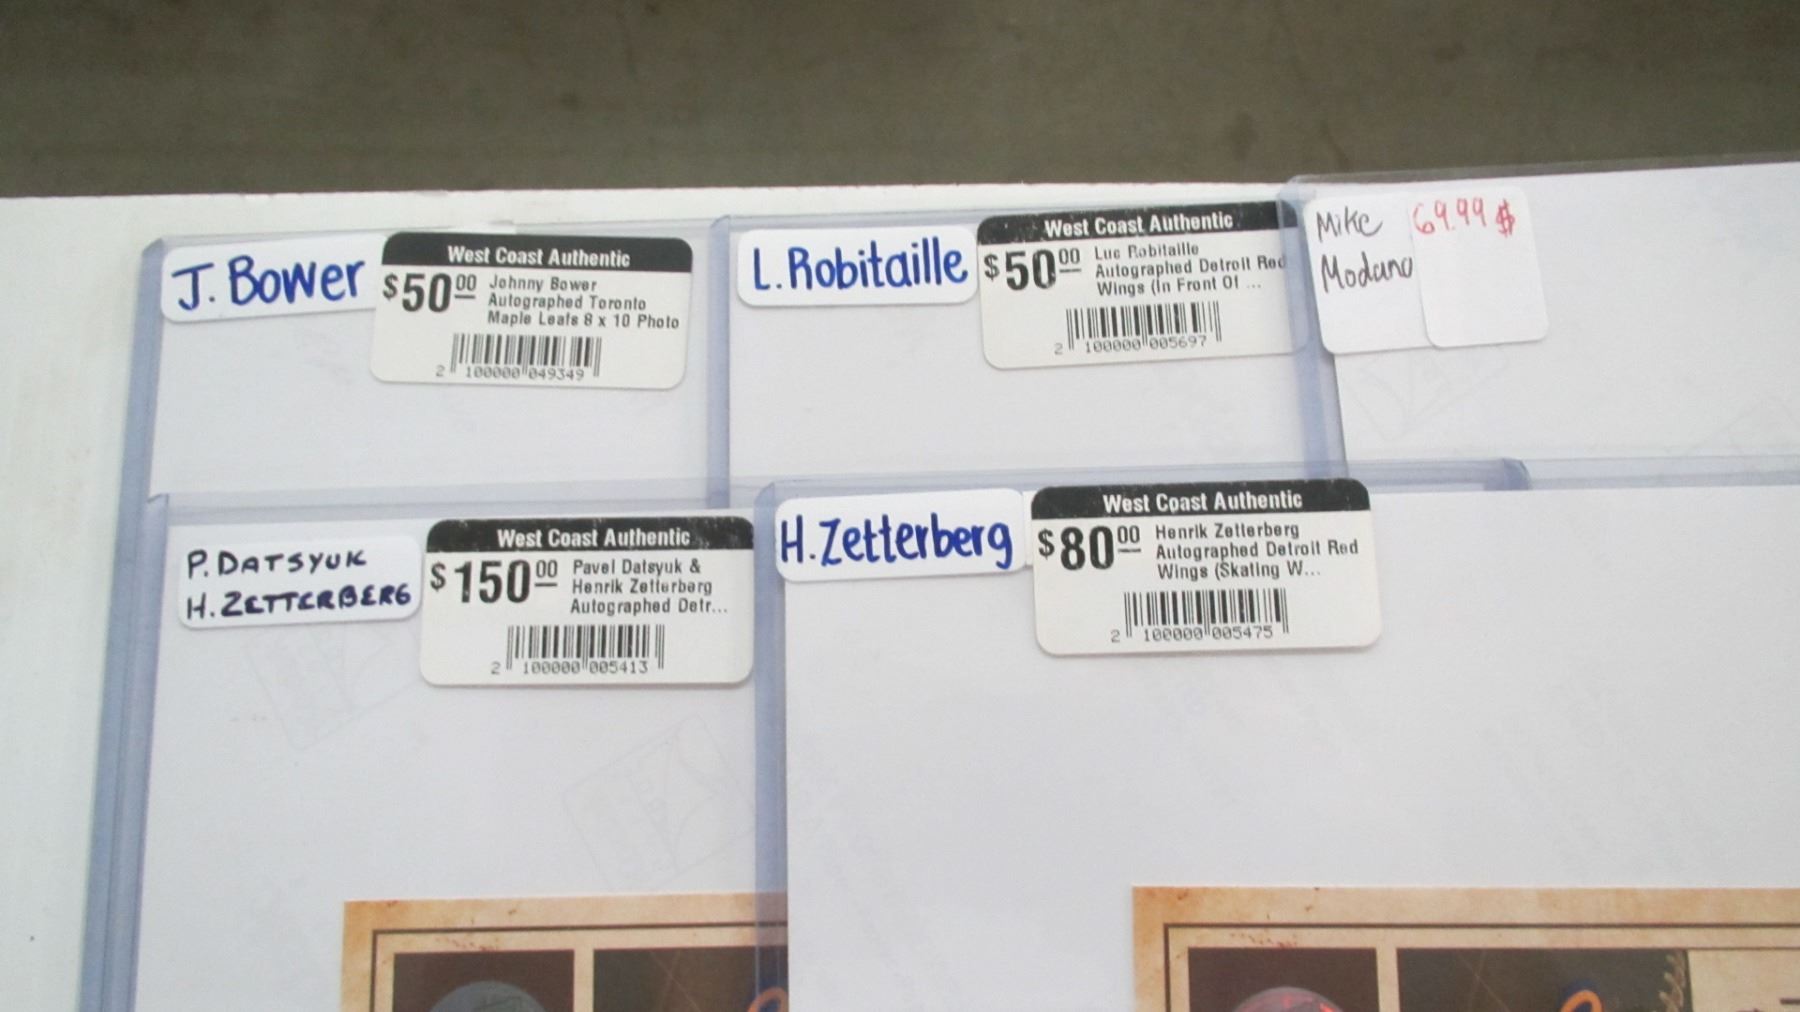 J. Bower
West Coast Authentic
$50.00
Johnny Bower
Autographed Toronto
Maple Leafs 8 x 10 Photo
2 100000 049349
L. Robitaille
West Coast Authentic
$50.00
Luc Robitaille
Autographed Detroit Red
Wings (In Front Of ...
2 100000 005697
Mike
Modano
69.99 $
P. DATSYUK
H. ZETTERBERG
West Coast Authentic
$150.00
Pavel Datsyuk &
Henrik Zetterberg
Autographed Detr...
2 100000 005413
H. Zetterberg
West Coast Authentic
$80.00
Henrik Zetterberg
Autographed Detroit Red
Wings (Skating W...
2 100000 005475